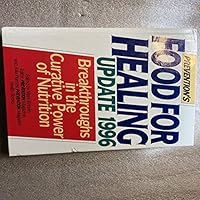 PREVENTION'S
FOOD FOR
HEALING
UPDATE 1996
Breakthroughs
in the
Curative Power
of Nutrition